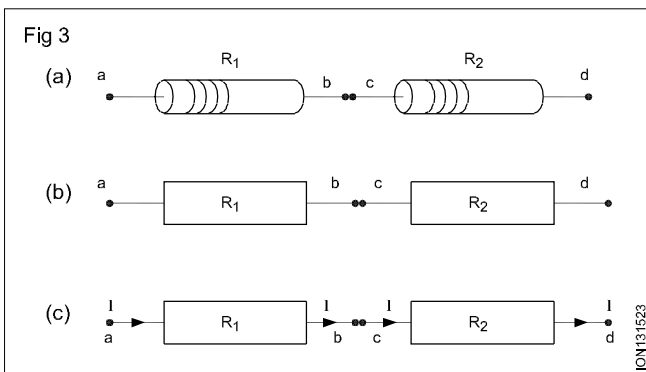 Fig 3
(a) a R1 b c R2 d
(b) a R1 b c R2 d
(c) I I I I
R1 R2
a b c d
ION131523